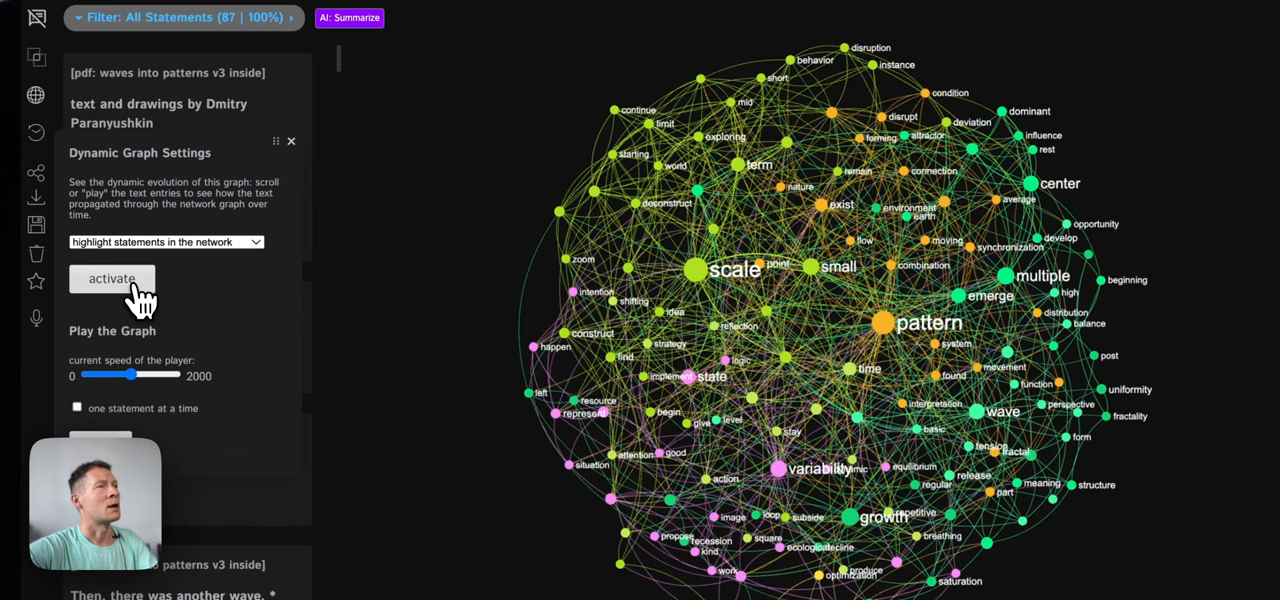 Filter: All Statements (87 | 100%)
AI: Summarize
[pdf: waves into patterns v3 inside]
text and drawings by Dmitry
Paranyushkin
Dynamic Graph Settings
See the dynamic evolution of this graph: scroll
or "play" the text entries to see how the text
propagated through the network graph over
time.
highlight statements in the network
activate
Play the Graph
current speed of the player:
0 2000
one statement at a time
patterns v3 inside]
Then, there was another wave. *
disruption
behavior
instance
short
condition
mid
continue
disrupt
dominant
limit
deviation
exploring
forming
attractor
influence
starting
rest
world
term
remain
connection
center
nature
deconstruct
exist
environment
earth
average
opportunity
flow
moving
develop
synchronization
zoom
scale
point
small
combination
multiple
beginning
intention
emerge
high
shifting
idea
distribution
balance
reflection
pattern
construct
strategy
system
happen
find
logic
post
implement
state
time
found
movement
function
uniformity
left
resource
represent
begin
give
level
interpretation
perspective
wave
fractality
basic
stay
form
attention
good
tension
fractal
situation
variability
equilibrium
release
action
regular
meaning
structure
part
image
loop
subside
growth
propose
recession
square
breathing
kind
ecological
decline
work
produce
optimization
saturation